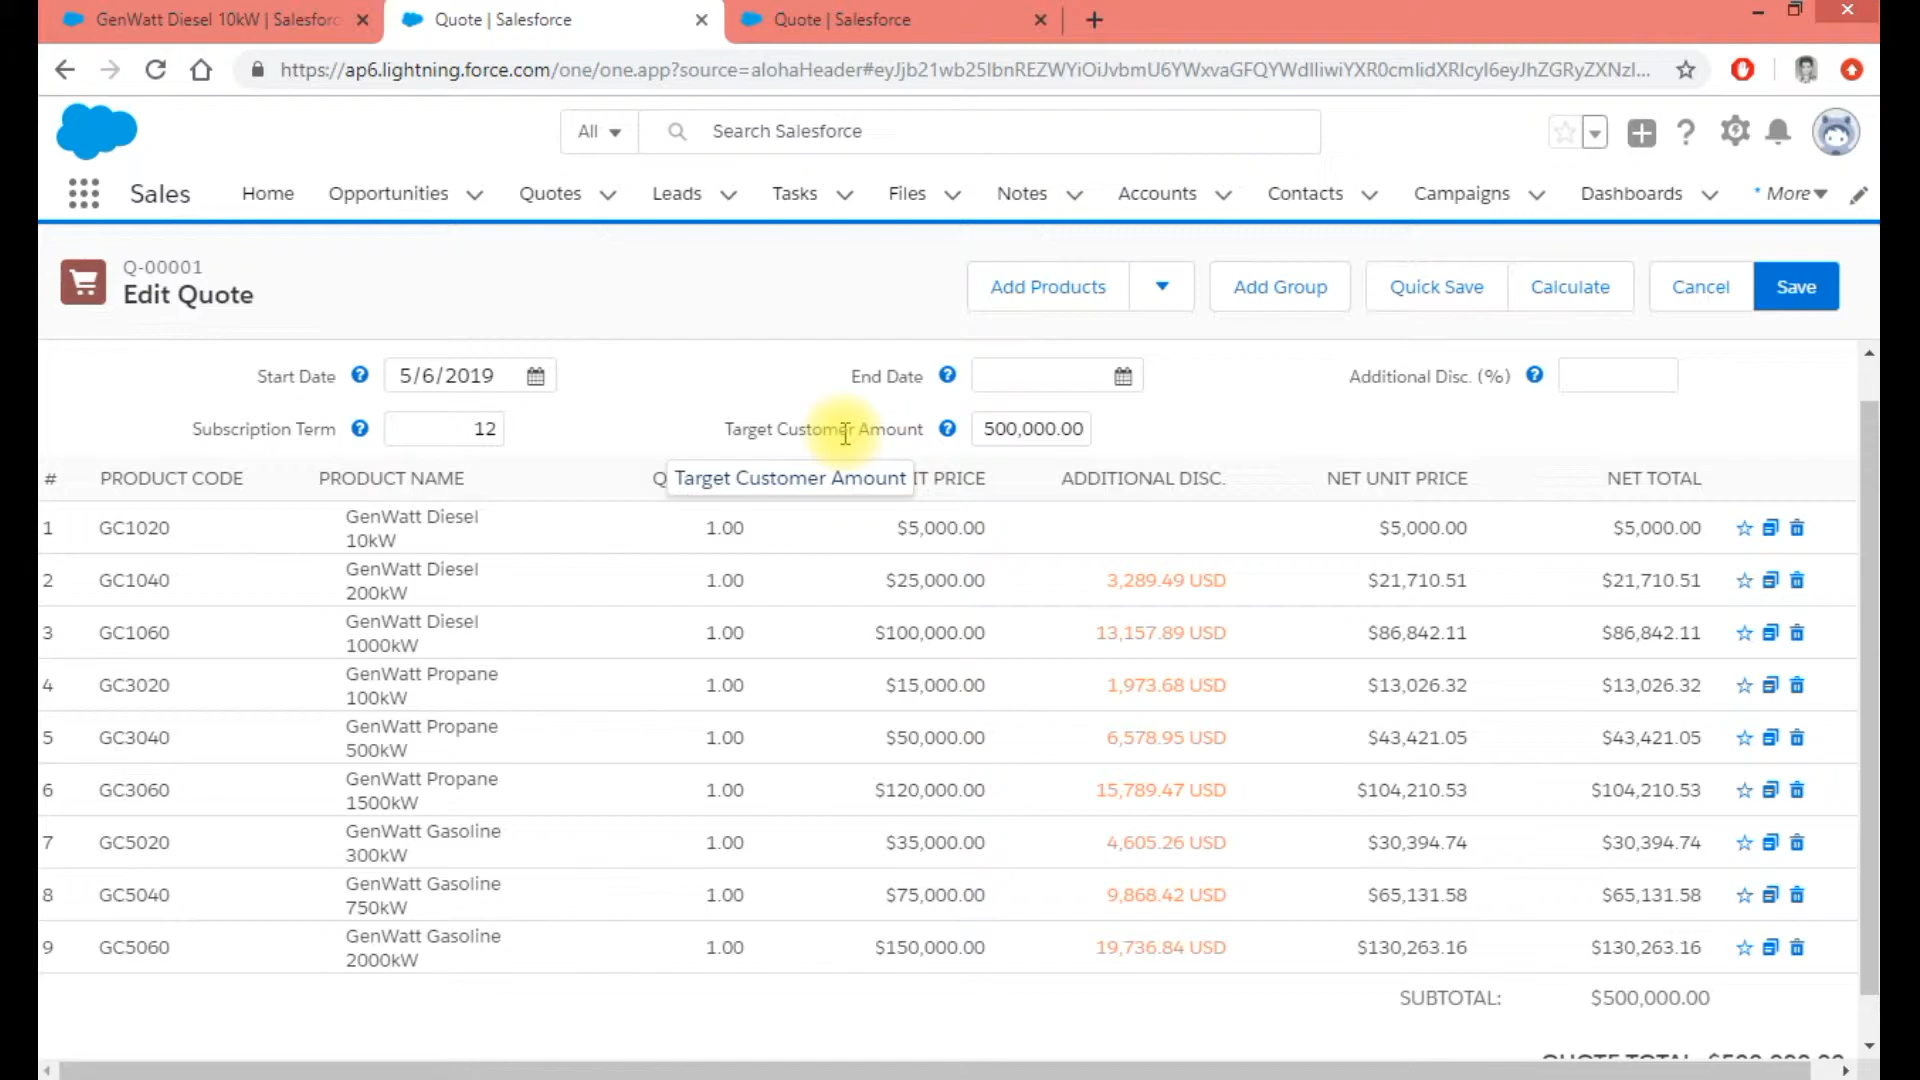 GenWatt Diesel 10kW | Salesforc
Quote | Salesforce
Quote | Salesforce
https://ap6.lightning.force.com/one/one.app?source=alohaHeader#eyJjb21wb25lbnREZWYiOiJvbmU6YWxvaGFQYWdlIiwiYXR0cmlidXRlcyI6eyJhZGRyZXNzI...
All
Search Salesforce
Sales Home Opportunities Quotes Leads Tasks Files Notes Accounts Contacts Campaigns Dashboards * More
Q-00001
Edit Quote
Add Products Add Group Quick Save Calculate Cancel Save
Start Date 5/6/2019 End Date Additional Disc. (%)
Subscription Term 12 Target Customer Amount 500,000.00
# PRODUCT CODE PRODUCT NAME Q Target Customer Amount IT PRICE ADDITIONAL DISC. NET UNIT PRICE NET TOTAL
1 GC1020 GenWatt Diesel 10kW 1.00 $5,000.00 $5,000.00 $5,000.00
2 GC1040 GenWatt Diesel 200kW 1.00 $25,000.00 3,289.49 USD $21,710.51 $21,710.51
3 GC1060 GenWatt Diesel 1000kW 1.00 $100,000.00 13,157.89 USD $86,842.11 $86,842.11
4 GC3020 GenWatt Propane 100kW 1.00 $15,000.00 1,973.68 USD $13,026.32 $13,026.32
5 GC3040 GenWatt Propane 500kW 1.00 $50,000.00 6,578.95 USD $43,421.05 $43,421.05
6 GC3060 GenWatt Propane 1500kW 1.00 $120,000.00 15,789.47 USD $104,210.53 $104,210.53
7 GC5020 GenWatt Gasoline 300kW 1.00 $35,000.00 4,605.26 USD $30,394.74 $30,394.74
8 GC5040 GenWatt Gasoline 750kW 1.00 $75,000.00 9,868.42 USD $65,131.58 $65,131.58
9 GC5060 GenWatt Gasoline 2000kW 1.00 $150,000.00 19,736.84 USD $130,263.16 $130,263.16
SUBTOTAL: $500,000.00
QUOTE TOTAL: $500,000.00